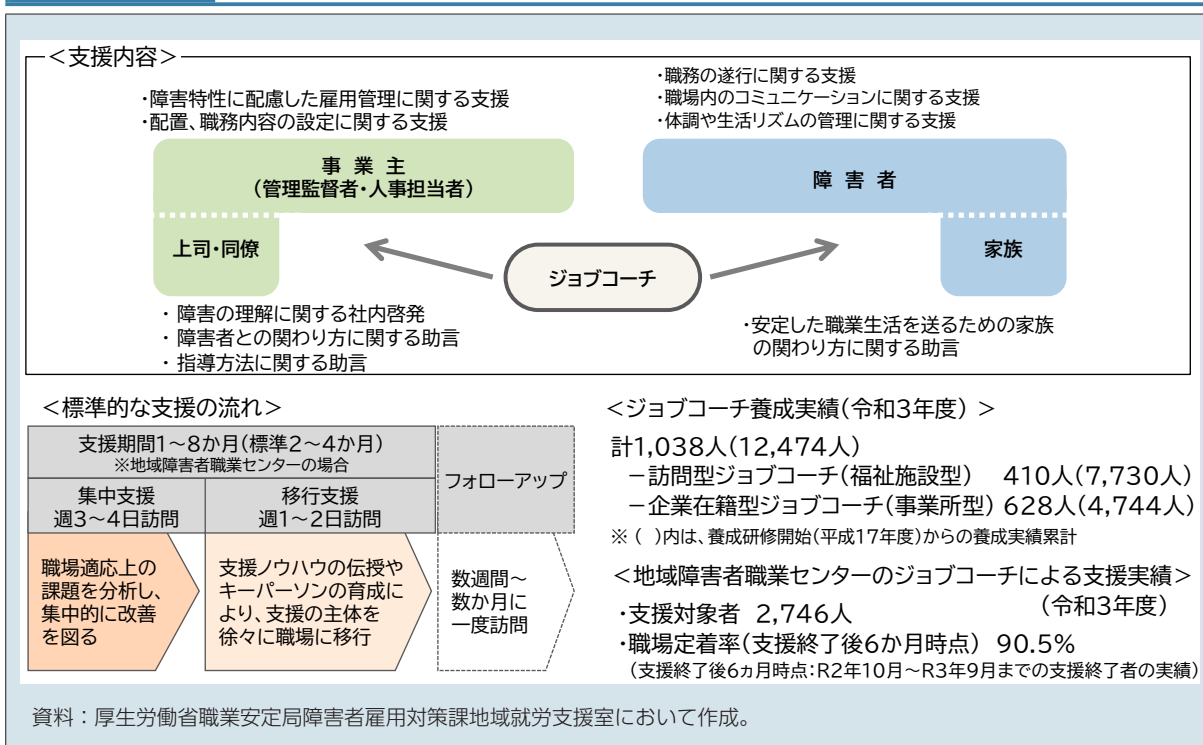 ＜支援内容＞
・障害特性に配慮した雇用管理に関する支援
・配置、職務内容の設定に関する支援
・職務の遂行に関する支援
・職場内のコミュニケーションに関する支援
・体調や生活リズムの管理に関する支援
事 業 主
（管理監督者・人事担当者）
障 害 者
上司・同僚
ジョブコーチ
家族
・ 障害の理解に関する社内啓発
・ 障害者との関わり方に関する助言
・ 指導方法に関する助言
・安定した職業生活を送るための家族
の関わり方に関する助言
＜標準的な支援の流れ＞
支援期間1～8か月(標準2～4か月)
※地域障害者職業センターの場合
フォローアップ
集中支援
週3～4日訪問
移行支援
週1～2日訪問
職場適応上の
課題を分析し、
集中的に改善
を図る
支援ノウハウの伝授や
キーパーソンの育成に
より、支援の主体を
徐々に職場に移行
数週間～
数か月に
一度訪問
＜ジョブコーチ養成実績(令和3年度) ＞
計1,038人(12,474人)
－訪問型ジョブコーチ(福祉施設型) 410人(7,730人)
－企業在籍型ジョブコーチ(事業所型) 628人(4,744人)
※ ( )内は、養成研修開始(平成17年度)からの養成実績累計
＜地域障害者職業センターのジョブコーチによる支援実績＞
(令和3年度)
・支援対象者 2,746人
・職場定着率(支援終了後6か月時点) 90.5%
(支援終了後6ヵ月時点：R2年10月～R3年9月までの支援終了者の実績)
資料：厚生労働省職業安定局障害者雇用対策課地域就労支援室において作成。